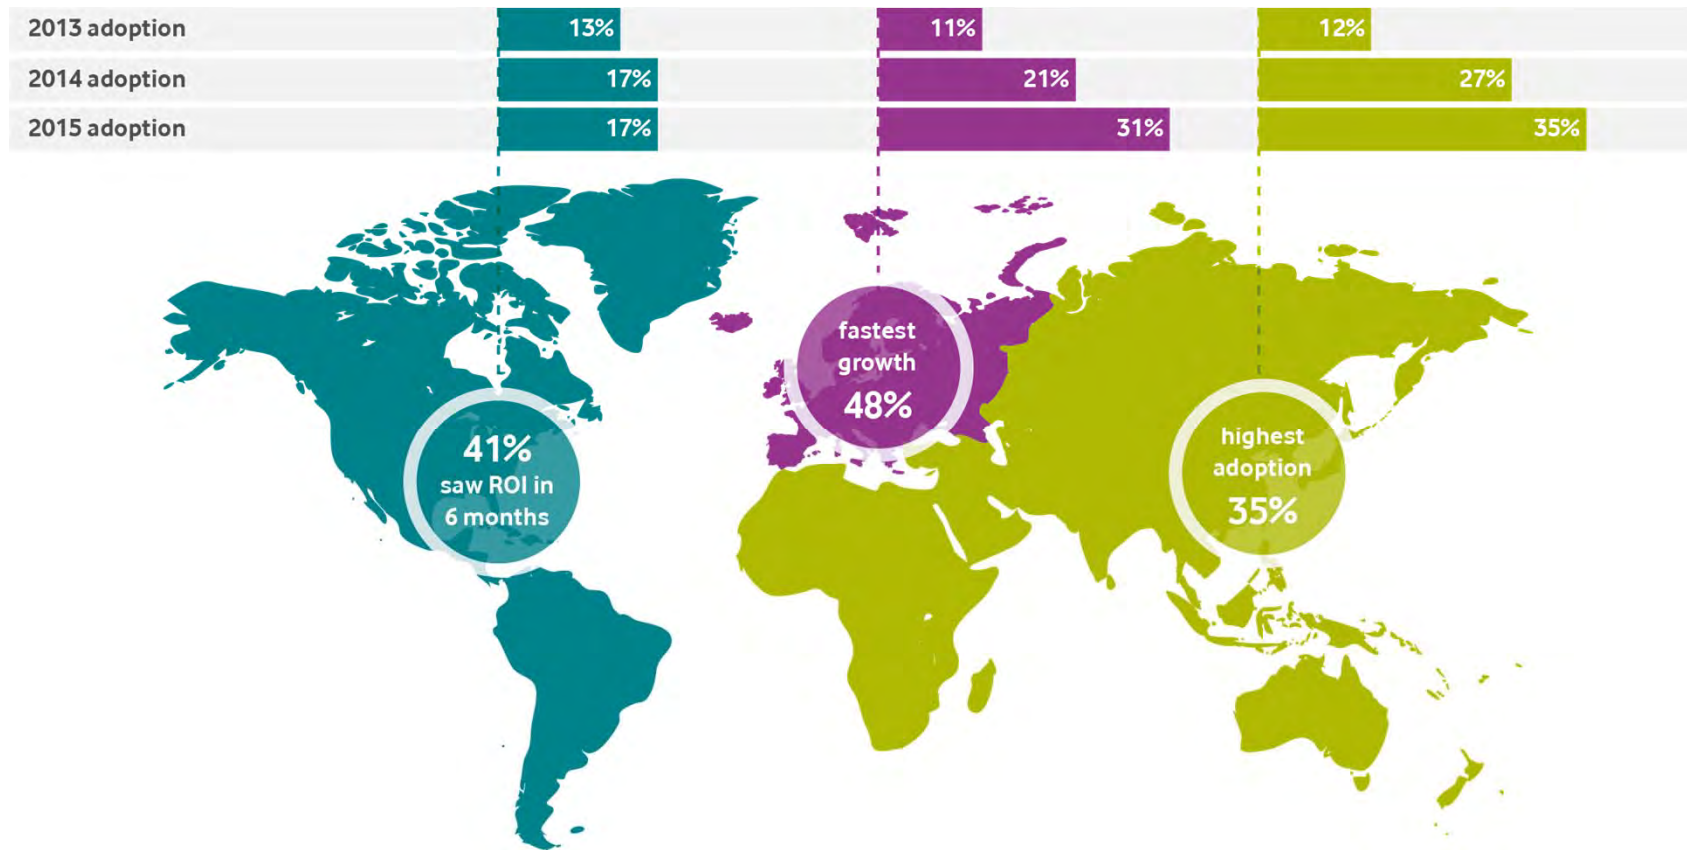 2013 adoption 13% 11% 12%
2014 adoption 17% 21% 27%
2015 adoption 17% 31% 35%
fastest
growth
48%
41%
saw ROI in
6 months
highest
adoption
35%